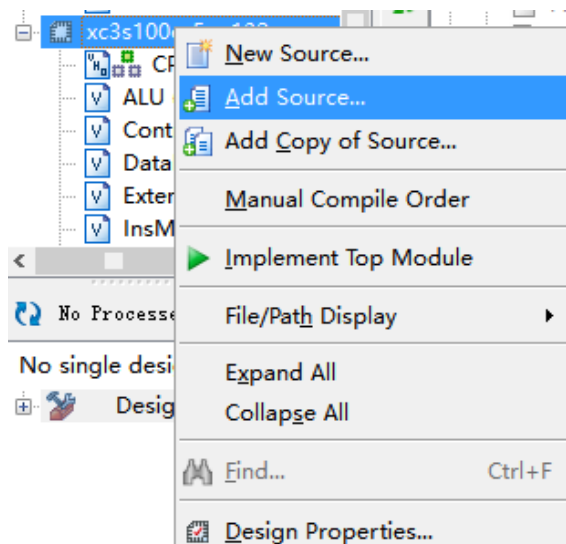 xc3s100
New Source...
Add Source...
ALU
Add Copy of Source...
Cont
Data
Manual Compile Order
Exter
InsM
Implement Top Module
No Processe
File/Path Display
No single desi
Expand All
Desig
Collapse All
Find... Ctrl+F
Design Properties...